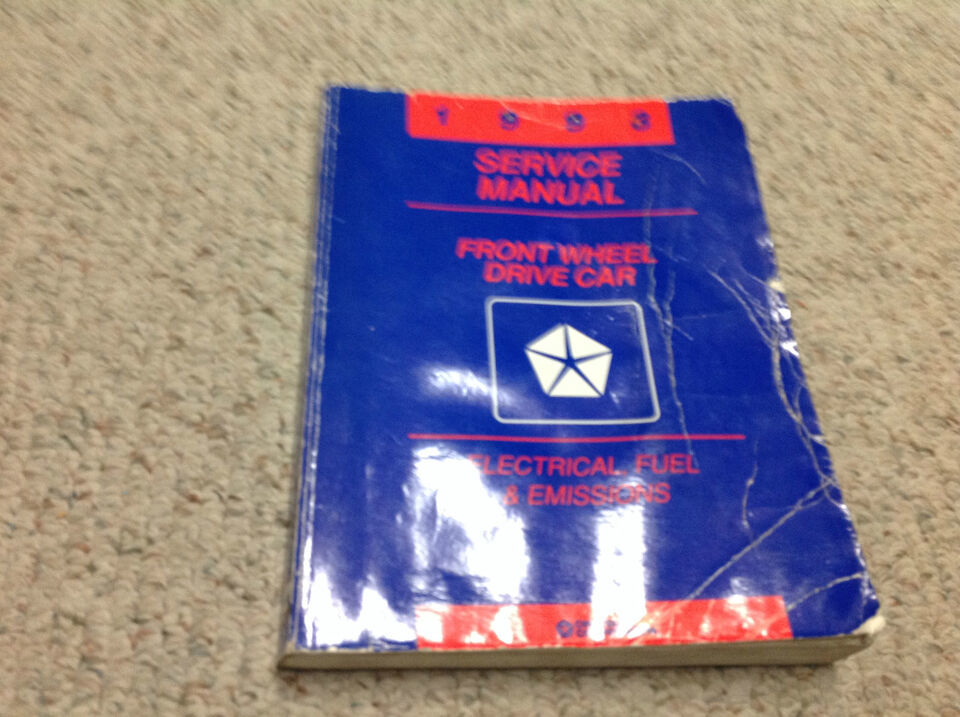 1993
SERVICE
MANUAL
FRONT WHEEL
DRIVE CAR
ELECTRICAL, FUEL
& EMISSIONS